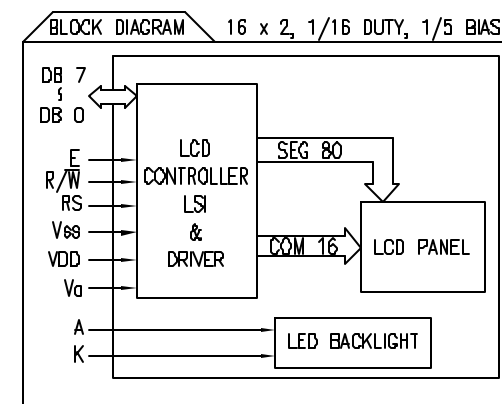 BLOCK DIAGRAM 16 x 2, 1/16 DUTY, 1/5 BIAS
DB 7
DB 0
E
R/W̅
RS
Vss
VDD
Vo
A
K
LCD
CONTROLLER
LSI
&
DRIVER
SEG 80
COM 16
LCD PANEL
LED BACKLIGHT